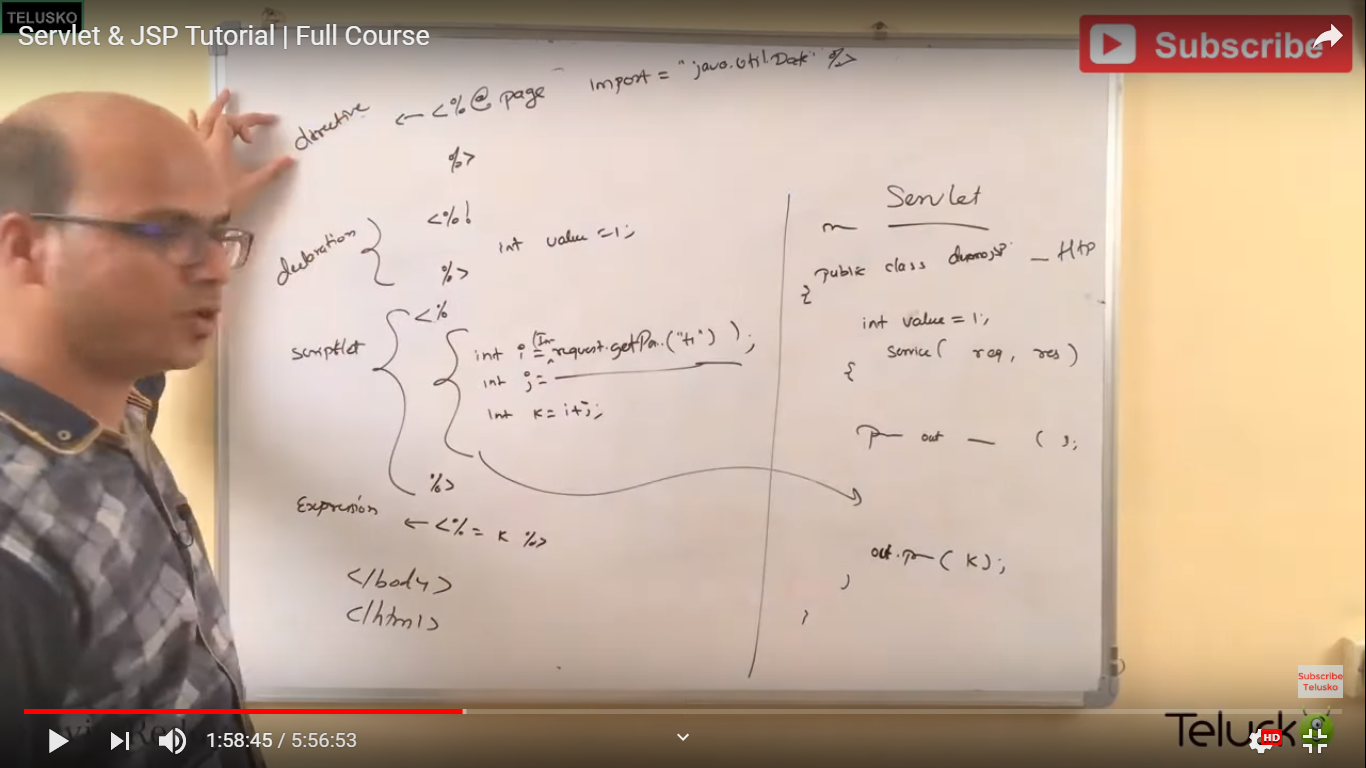 TELUSKO
Servlet & JSP Tutorial | Full Course
Subscribe
directive ← <%@ page import = "java.util.Date" %>
%>
declaration
<%!
int value =1;
%>
scriptlet
<%
int i = (In request.getPa..("t1") );
int j =
int k = i+j;
%>
Expression ← <%= k %>
</body>
</html>
Servlet
public class demojsp — Http
{
int value = 1;
service( req, res)
{
out — ( );
out.p ( k);
}
}
Subscribe
Telusko
1:58:45 / 5:56:53
HD
Telusko